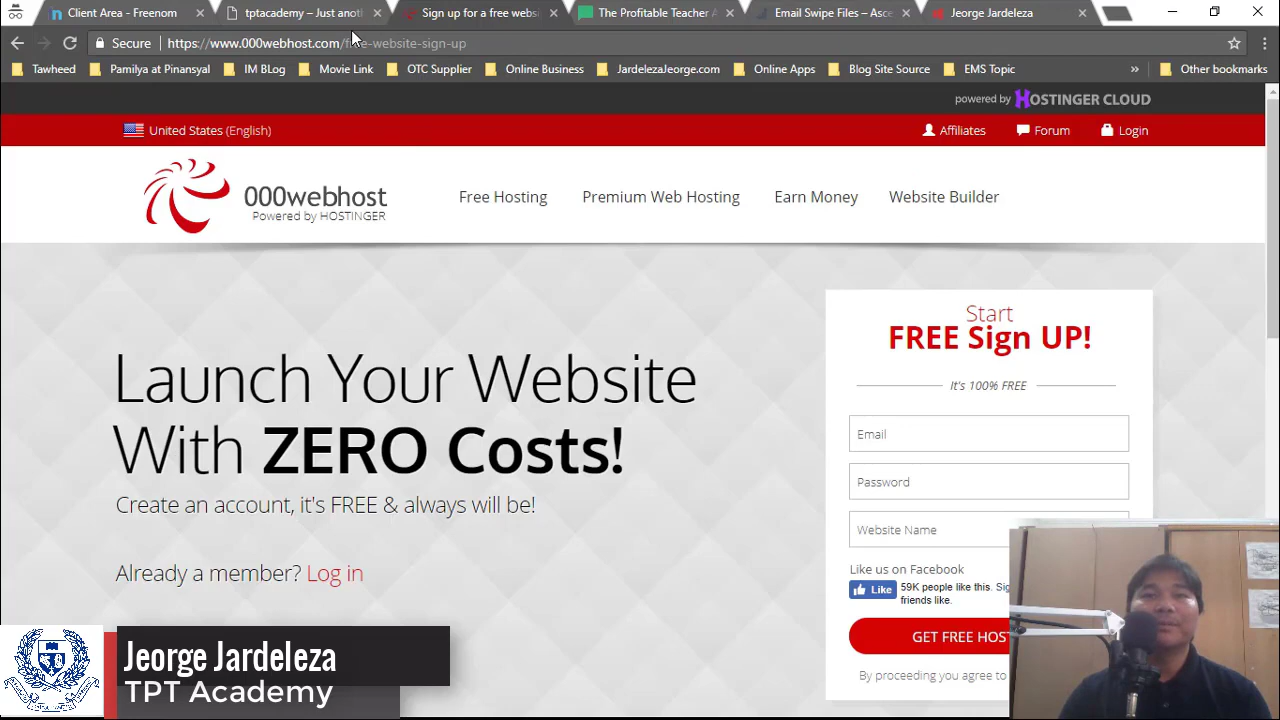 Client Area - Freenom
tptacademy – Just anot
Sign up for a free webs
The Profitable Teacher
Email Swipe Files – Asce
Jeorge Jardeleza
Secure
https://www.000webhost.com/ -website-sign-up
Tawheed
Pamilya at Pinansyal
IM BLog
Movie Link
OTC Supplier
Online Business
JardelezaJeorge.com
Online Apps
Blog Site Source
EMS Topic
»
Other bookmarks
powered by HOSTINGER CLOUD
United States (English)
Affiliates
Forum
Login
000webhost
Powered by HOSTINGER
Free Hosting
Premium Web Hosting
Earn Money
Website Builder
Launch Your Website
With ZERO Costs!
Create an account, it's FREE & always will be!
Already a member? Log in
Start
FREE Sign UP!
It's 100% FREE
Email
Password
Website Name
Like us on Facebook
Like
59K people like this. Sig
friends like.
GET FREE HOS
By proceeding you agree to
Jeorge Jardeleza
TPT Academy